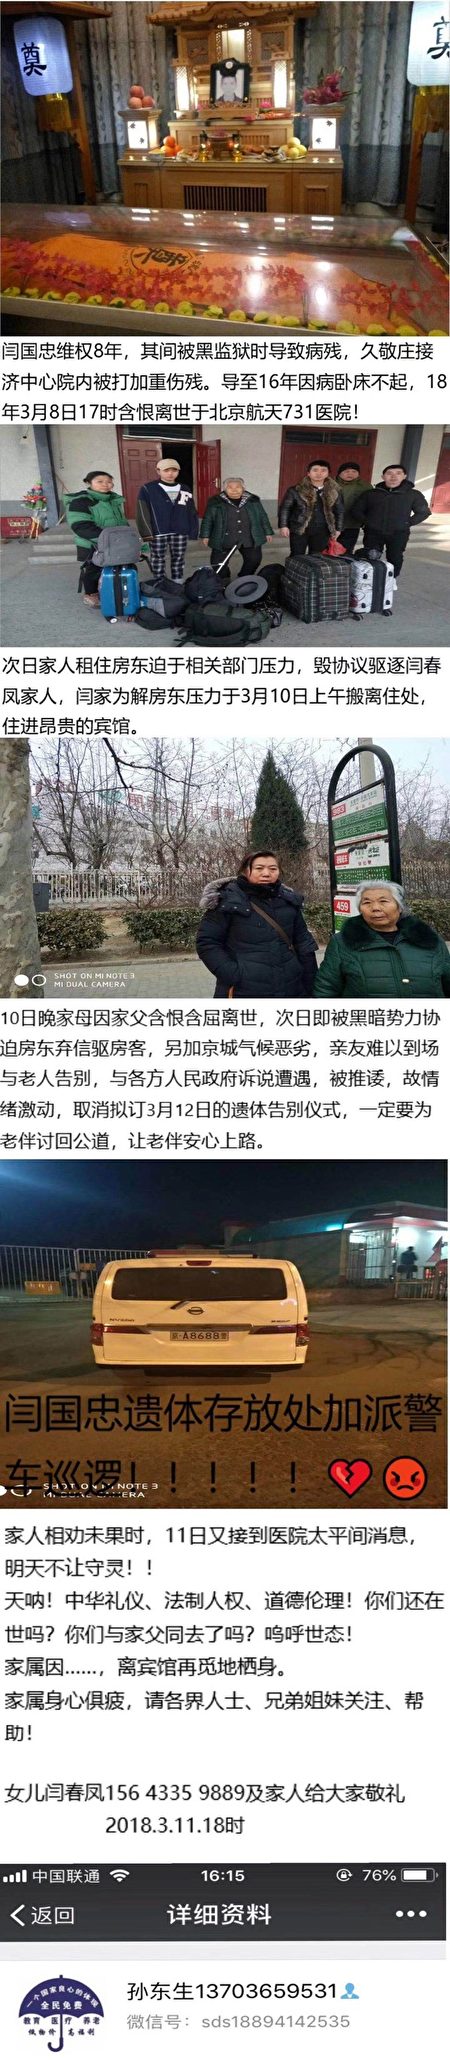 奠
奠
闫国忠维权8年，其间被黑监狱时导致病残，久敬庄接
济中心院内被打加重伤残。导至16年因病卧床不起，18
年3月8日17时含恨离世于北京航天731医院！
次日家人租住房东迫于相关部门压力，毁协议驱逐闫春
凤家人，闫家为解房东压力于3月10日上午搬离住处，
住进昂贵的宾馆。
459
SHOT ON MI NOTE 3
MI DUAL CAMERA
10日晚家母因家父含恨含屈离世，次日即被黑暗势力协
迫房东弃信驱房客，另加京城气候恶劣，亲友难以到场
与老人告别，与各方人民政府诉说遭遇，被推诿，故情
绪激动，取消拟订3月12日的遗体告别仪式，一定要为
老伴讨回公道，让老伴安心上路。
京·A8688警
闫国忠遗体存放处加派警
车巡逻！！！！！💔😡
SHOT ON MI NOTE 3
MI DUAL CAMERA
家人相劝未果时，11日又接到医院太平间消息，
明天不让守灵！！
天呐！中华礼仪、法制人权、道德伦理！你们还在
世吗？你们与家父同去了吗？呜呼世态！
家属因……，离宾馆再觅地栖身。
家属身心俱疲，请各界人士、兄弟姐妹关注、帮
助！
女儿闫春凤156 4335 9889及家人给大家敬礼
2018.3.11.18时
中国联通 16:15 76%
返回 详细资料
一个国家良心的体现
全民免费
教育 医疗 养老
低物价 高福利
孙东生13703659531
微信号：sds18894142535